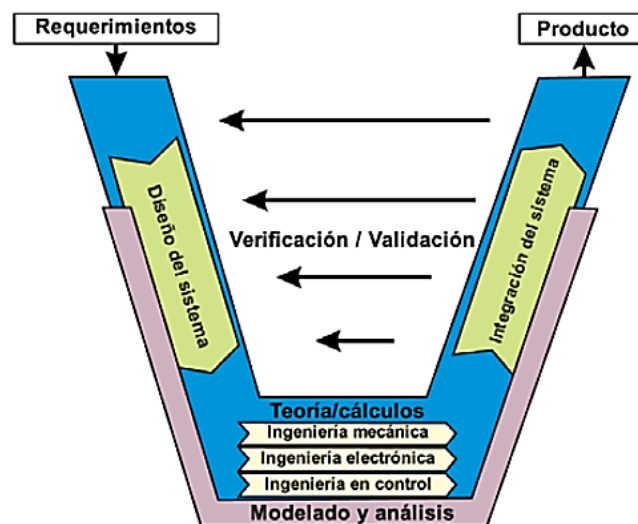 Requerimientos
Producto
Diseño del sistema
Integración del sistema
Verificación / Validación
Teoría/cálculos
Ingeniería mecánica
Ingeniería electrónica
Ingeniería en control
Modelado y análisis